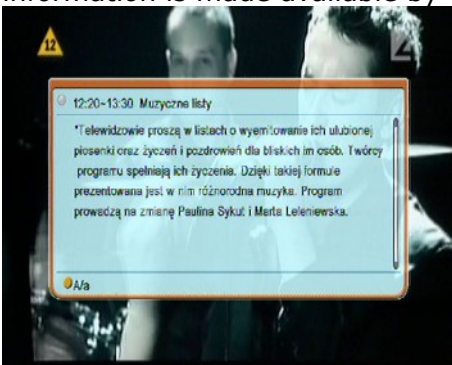 information is made available by
12
4
12:20~13:30 Muzyczne listy
"Telewidzowie proszą w listach o wyemitowanie ich ulubionej
piosenki oraz życzeń i pozdrowień dla bliskich im osób. Twórcy
programu spełniają ich życzenia. Dzięki takiej formule
prezentowana jest w nim różnorodna muzyka. Program
prowadzą na zmianę Paulina Sykut i Marta Leleniewska.
A/a